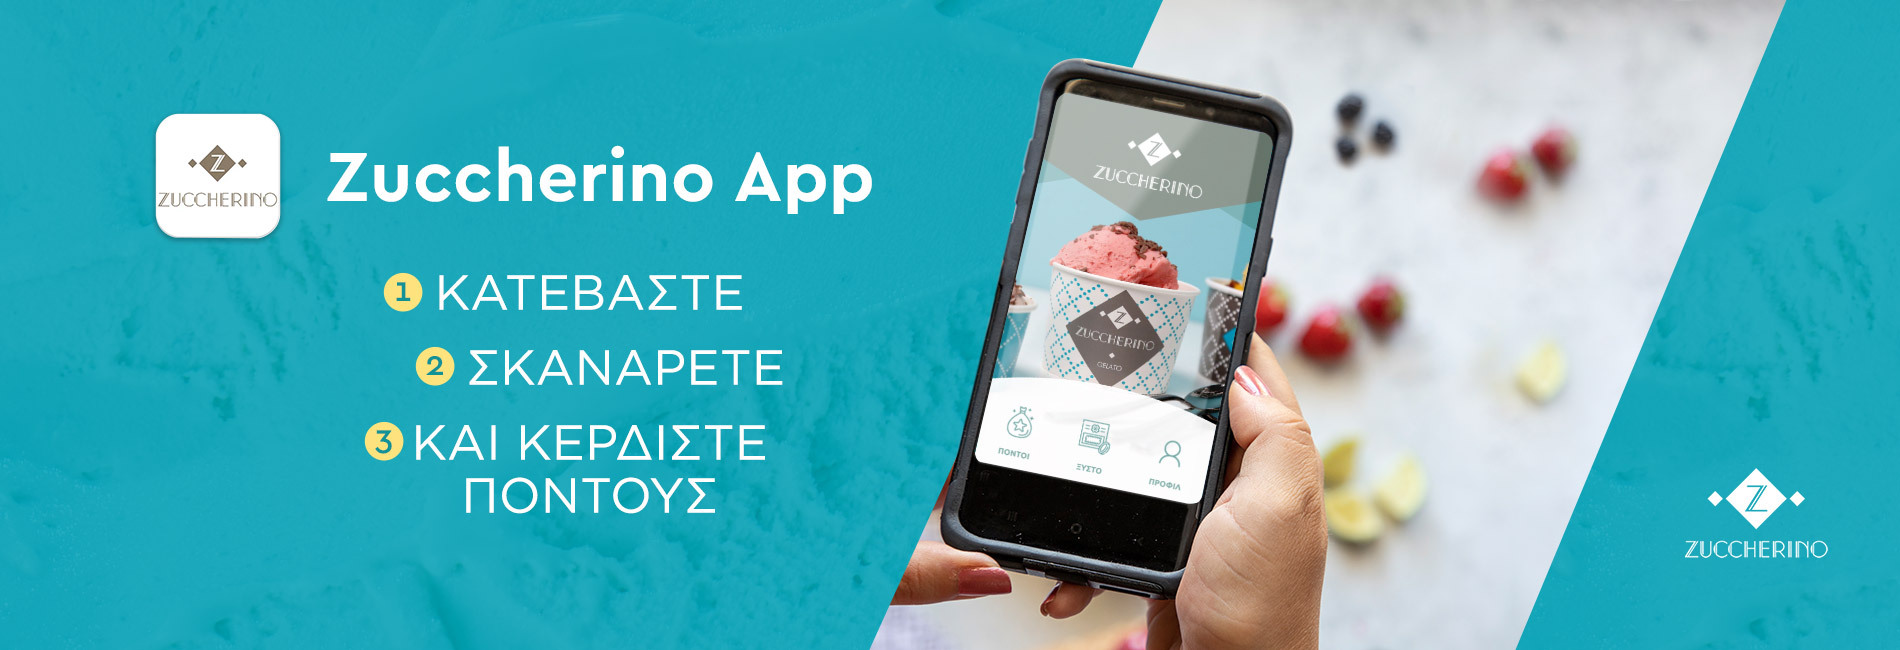 Z
ZUCCHERINO
Zuccherino App
1 ΚΑΤΕΒΑΣΤΕ
2 ΣΚΑΝΑΡΕΤΕ
3 ΚΑΙ ΚΕΡΔΙΣΤΕ
ΠΟΝΤΟΥΣ
Z
ZUCCHERINO
Z
ZUCCHERINO
GELATO
ΠΟΝΤΟΙ
ΞΥΣΤΟ
ΠΡΟΦΙΛ
Z
ZUCCHERINO